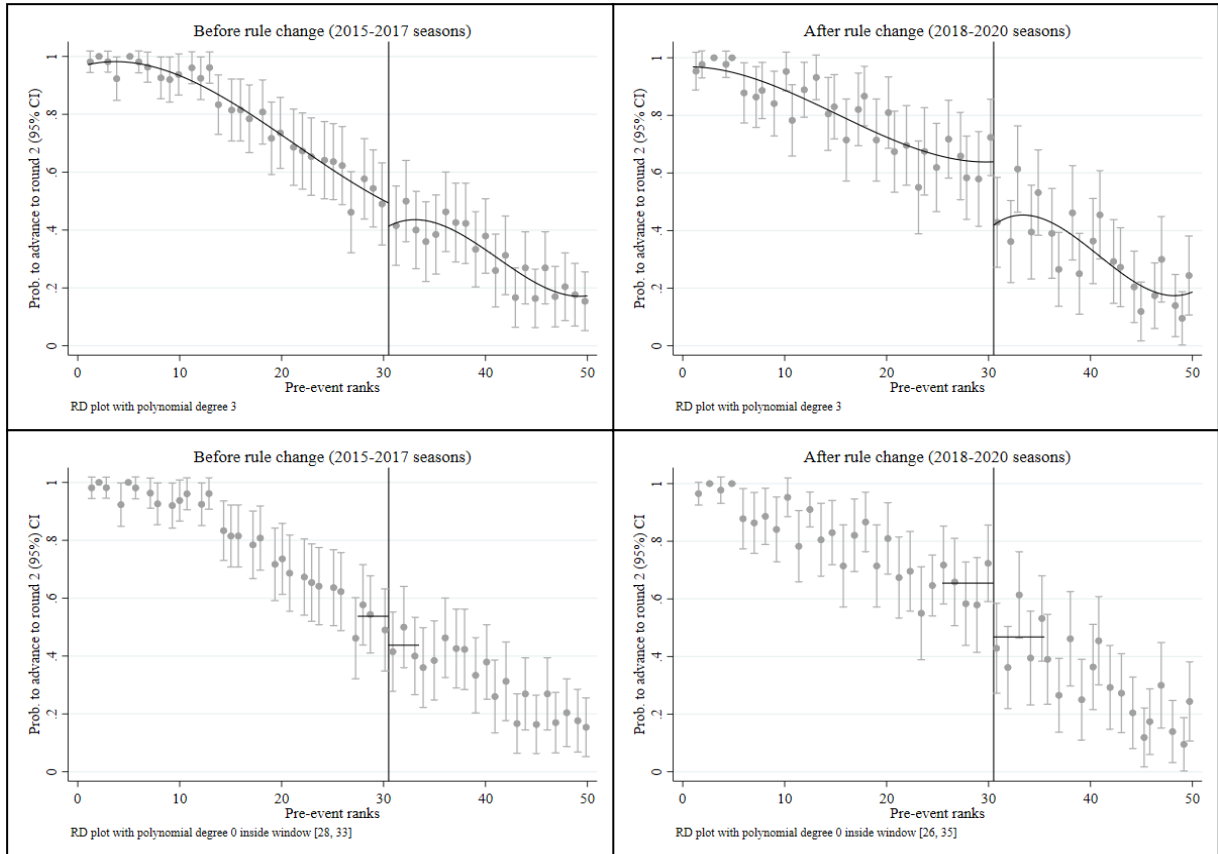 Before rule change (2015-2017 seasons)
Prob. to advance to round 2 (95% CI)
1
.8
.6
.4
.2
0
0 10 20 30 40 50
Pre-event ranks
RD plot with polynomial degree 3
After rule change (2018-2020 seasons)
Prob. to advance to round 2 (95% CI)
1
.8
.6
.4
.2
0
0 10 20 30 40 50
Pre-event ranks
RD plot with polynomial degree 3
Before rule change (2015-2017 seasons)
Prob. to advance to round 2 (95%) CI
1
.8
.6
.4
.2
0
0 10 20 30 40 50
Pre-event ranks
RD plot with polynomial degree 0 inside window [28, 33]
After rule change (2018-2020 seasons)
Prob. to advance to round 2 (95%) CI
1
.8
.6
.4
.2
0
0 10 20 30 40 50
Pre-event ranks
RD plot with polynomial degree 0 inside window [26, 35]